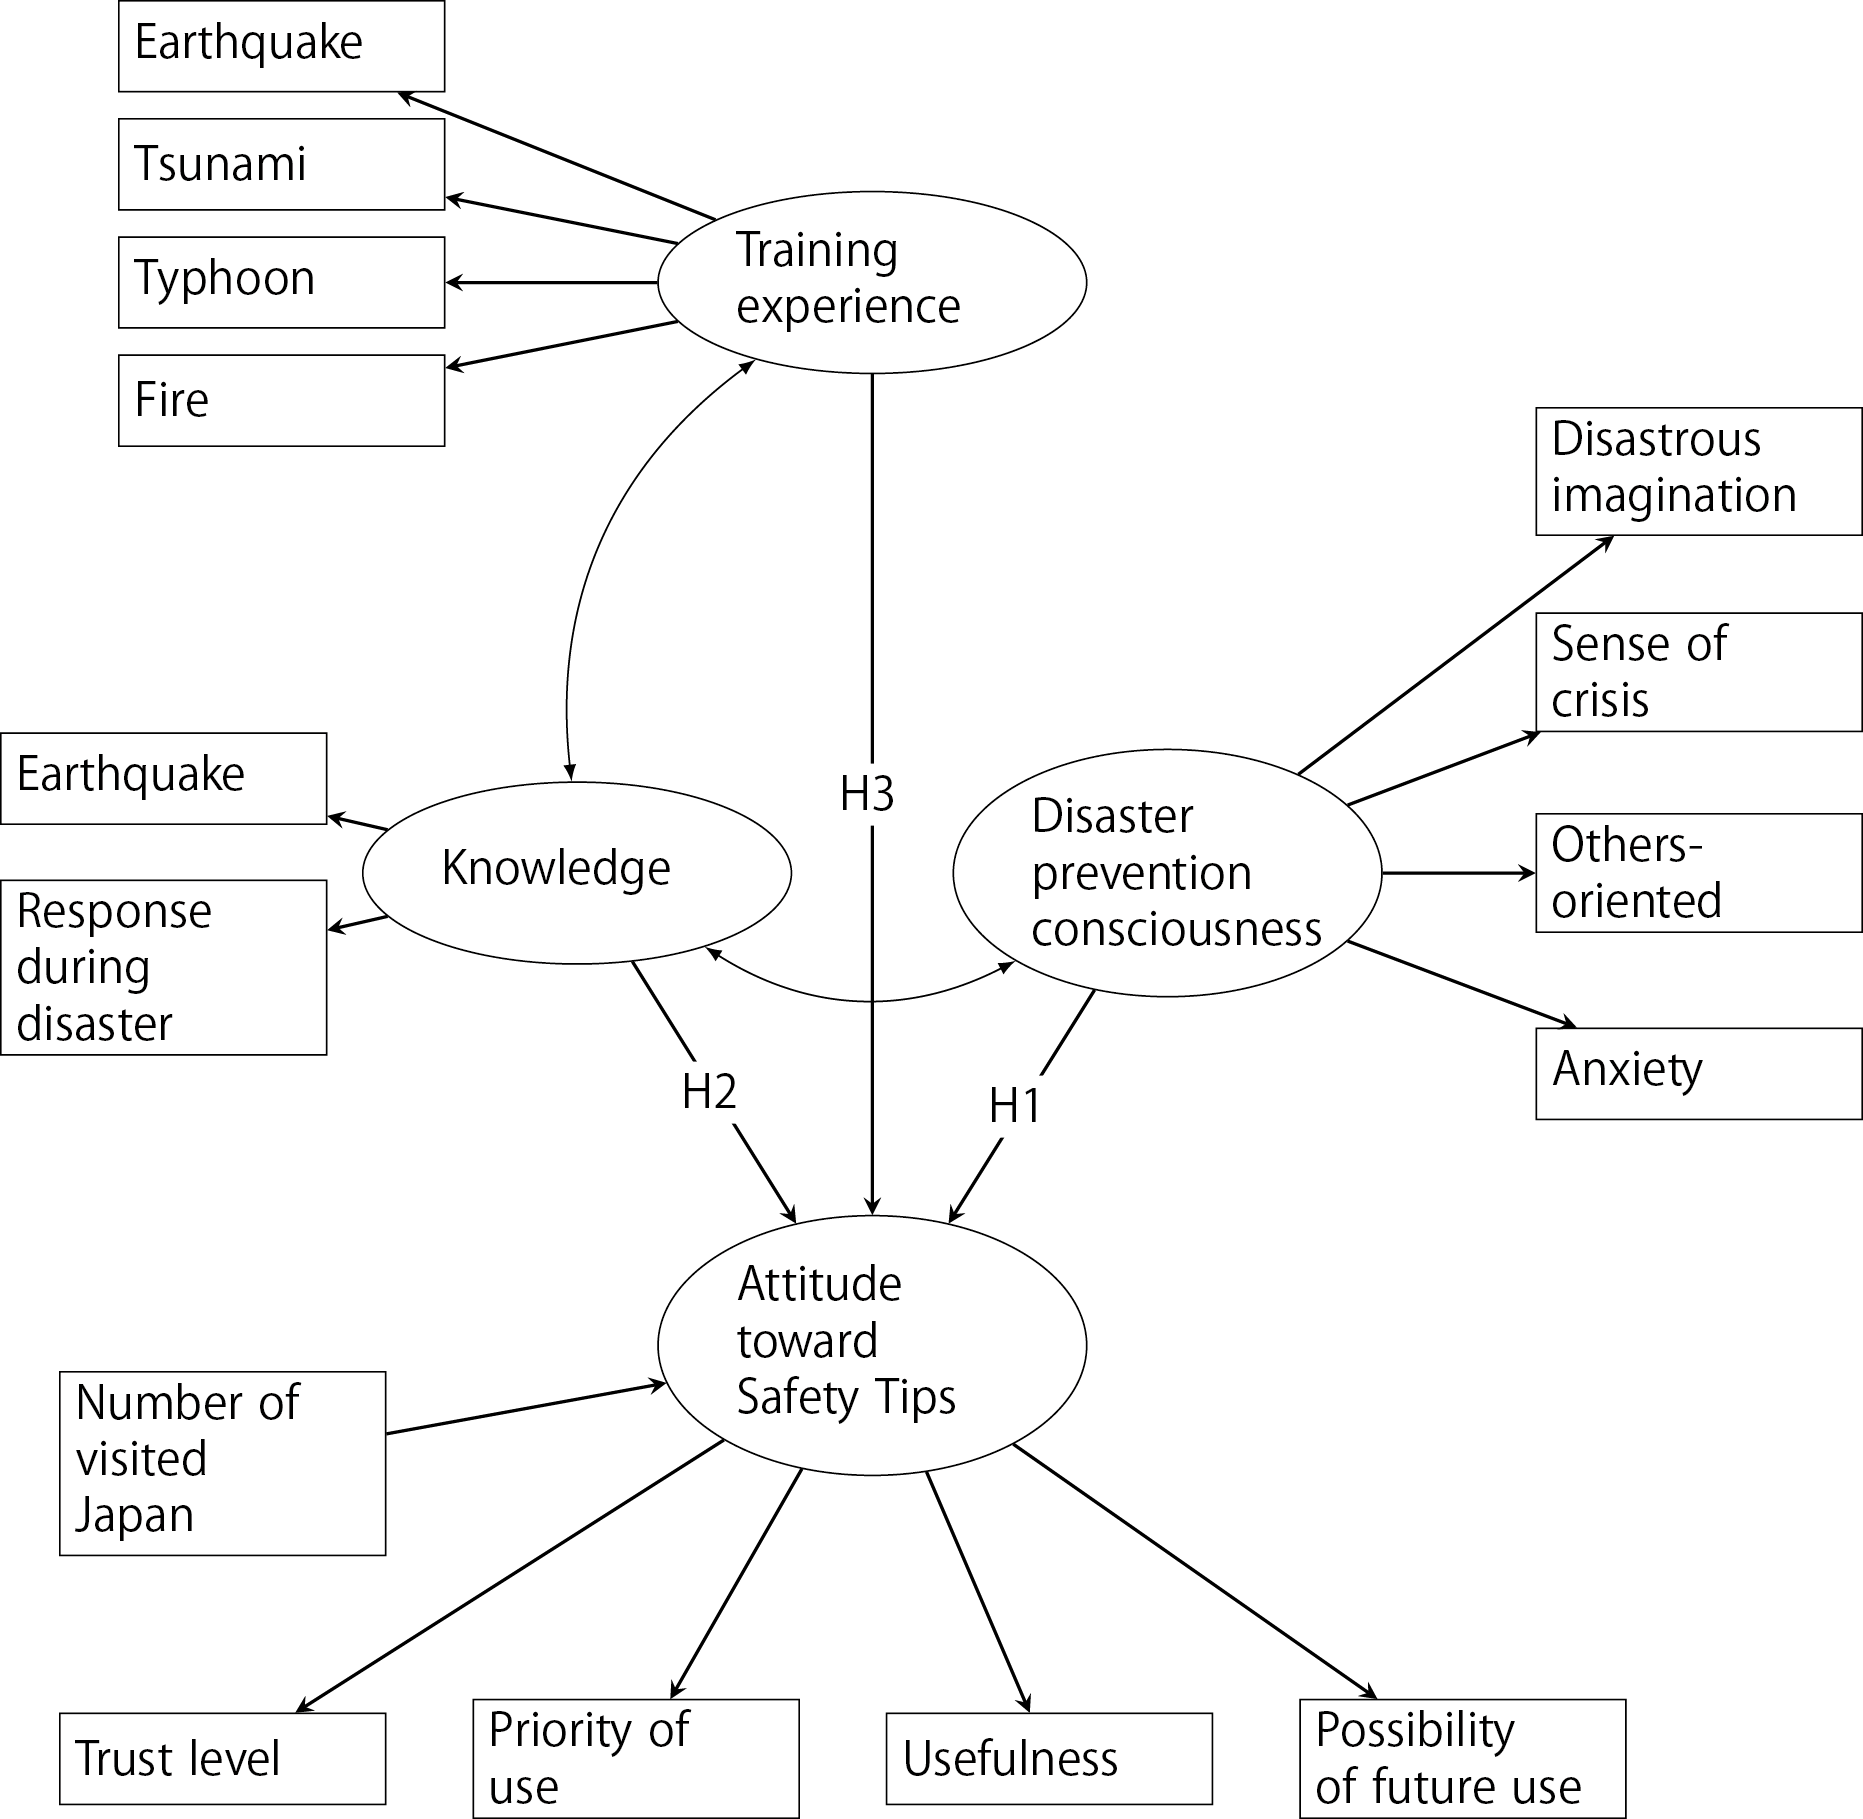 Earthquake
Tsunami
Typhoon
Fire
Training
experience
Disastrous
imagination
Sense of
crisis
Others-
oriented
Anxiety
Earthquake
Response
during
disaster
Knowledge
H3
Disaster
prevention
consciousness
H2
H1
Attitude
toward
Safety Tips
Number of
visited
Japan
Trust level
Priority of
use
Usefulness
Possibility
of future use